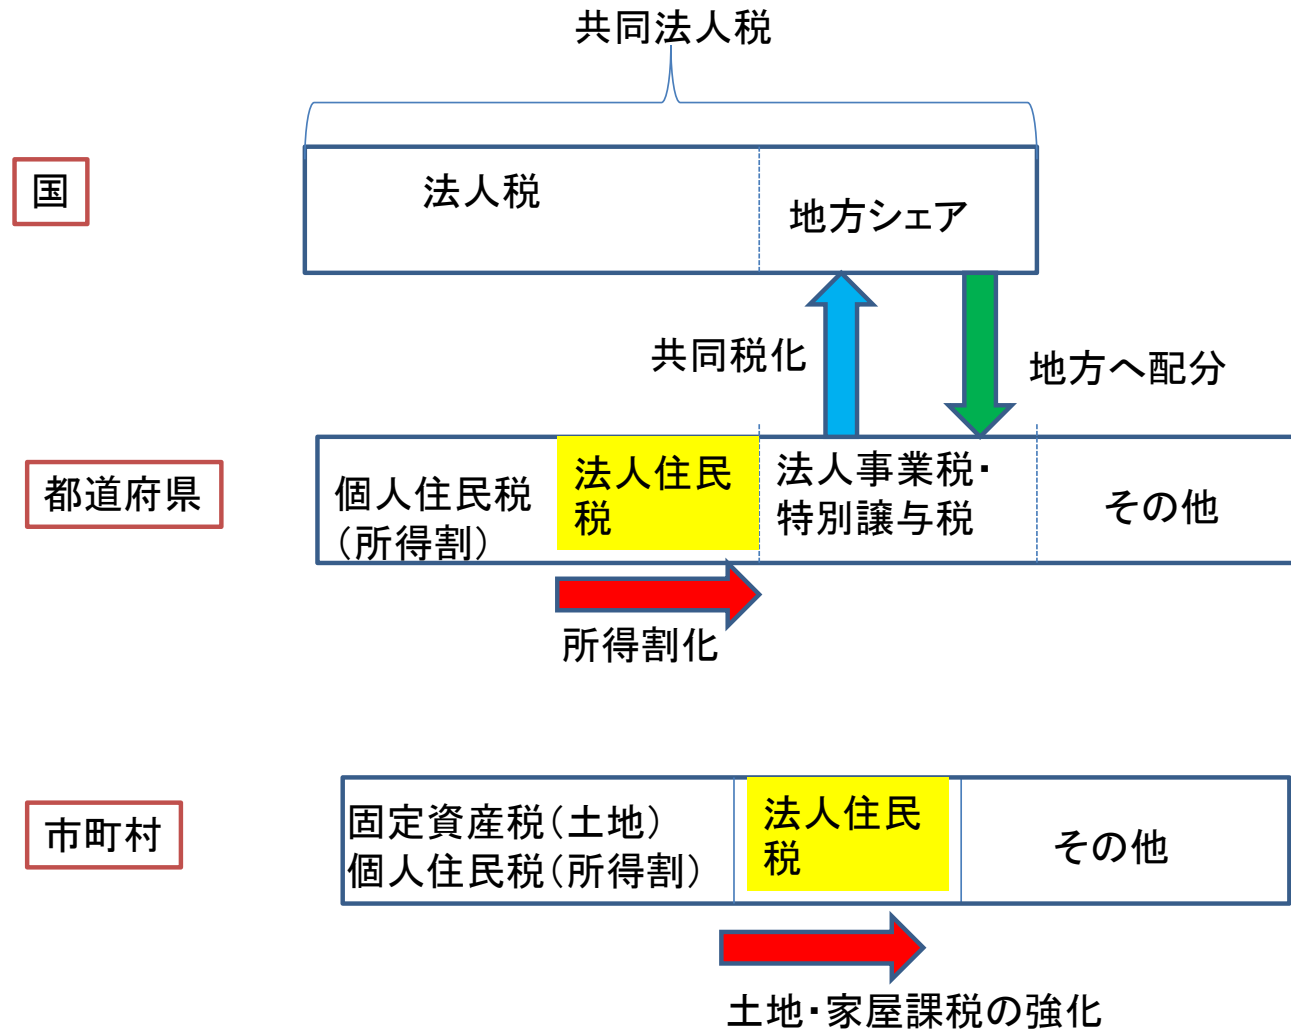 共同法人税
国
法人税
地方シェア
共同税化
地方へ配分
都道府県
個人住民税
(所得割)
法人住民
税
法人事業税・
特別譲与税
その他
所得割化
市町村
固定資産税(土地)
個人住民税(所得割)
法人住民
税
その他
土地・家屋課税の強化